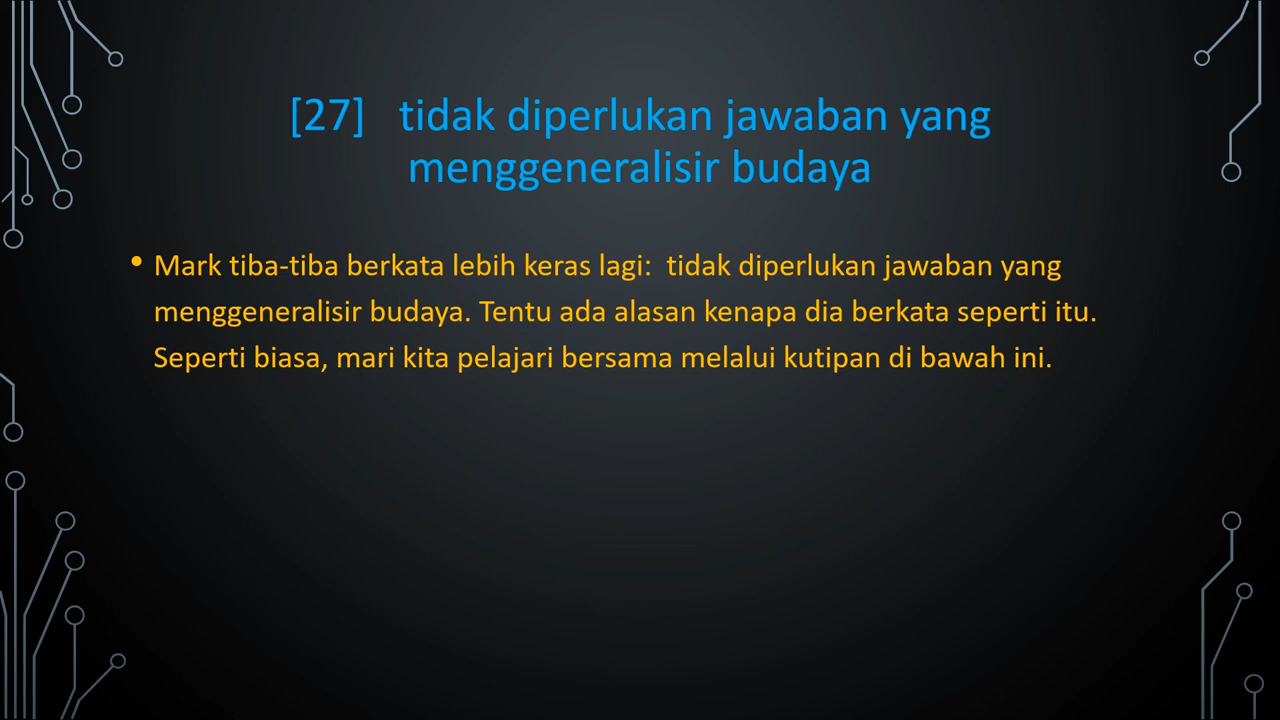 [27] tidak diperlukan jawaban yang
menggeneralisir budaya
• Mark tiba-tiba berkata lebih keras lagi: tidak diperlukan jawaban yang
menggeneralisir budaya. Tentu ada alasan kenapa dia berkata seperti itu.
Seperti biasa, mari kita pelajari bersama melalui kutipan di bawah ini.